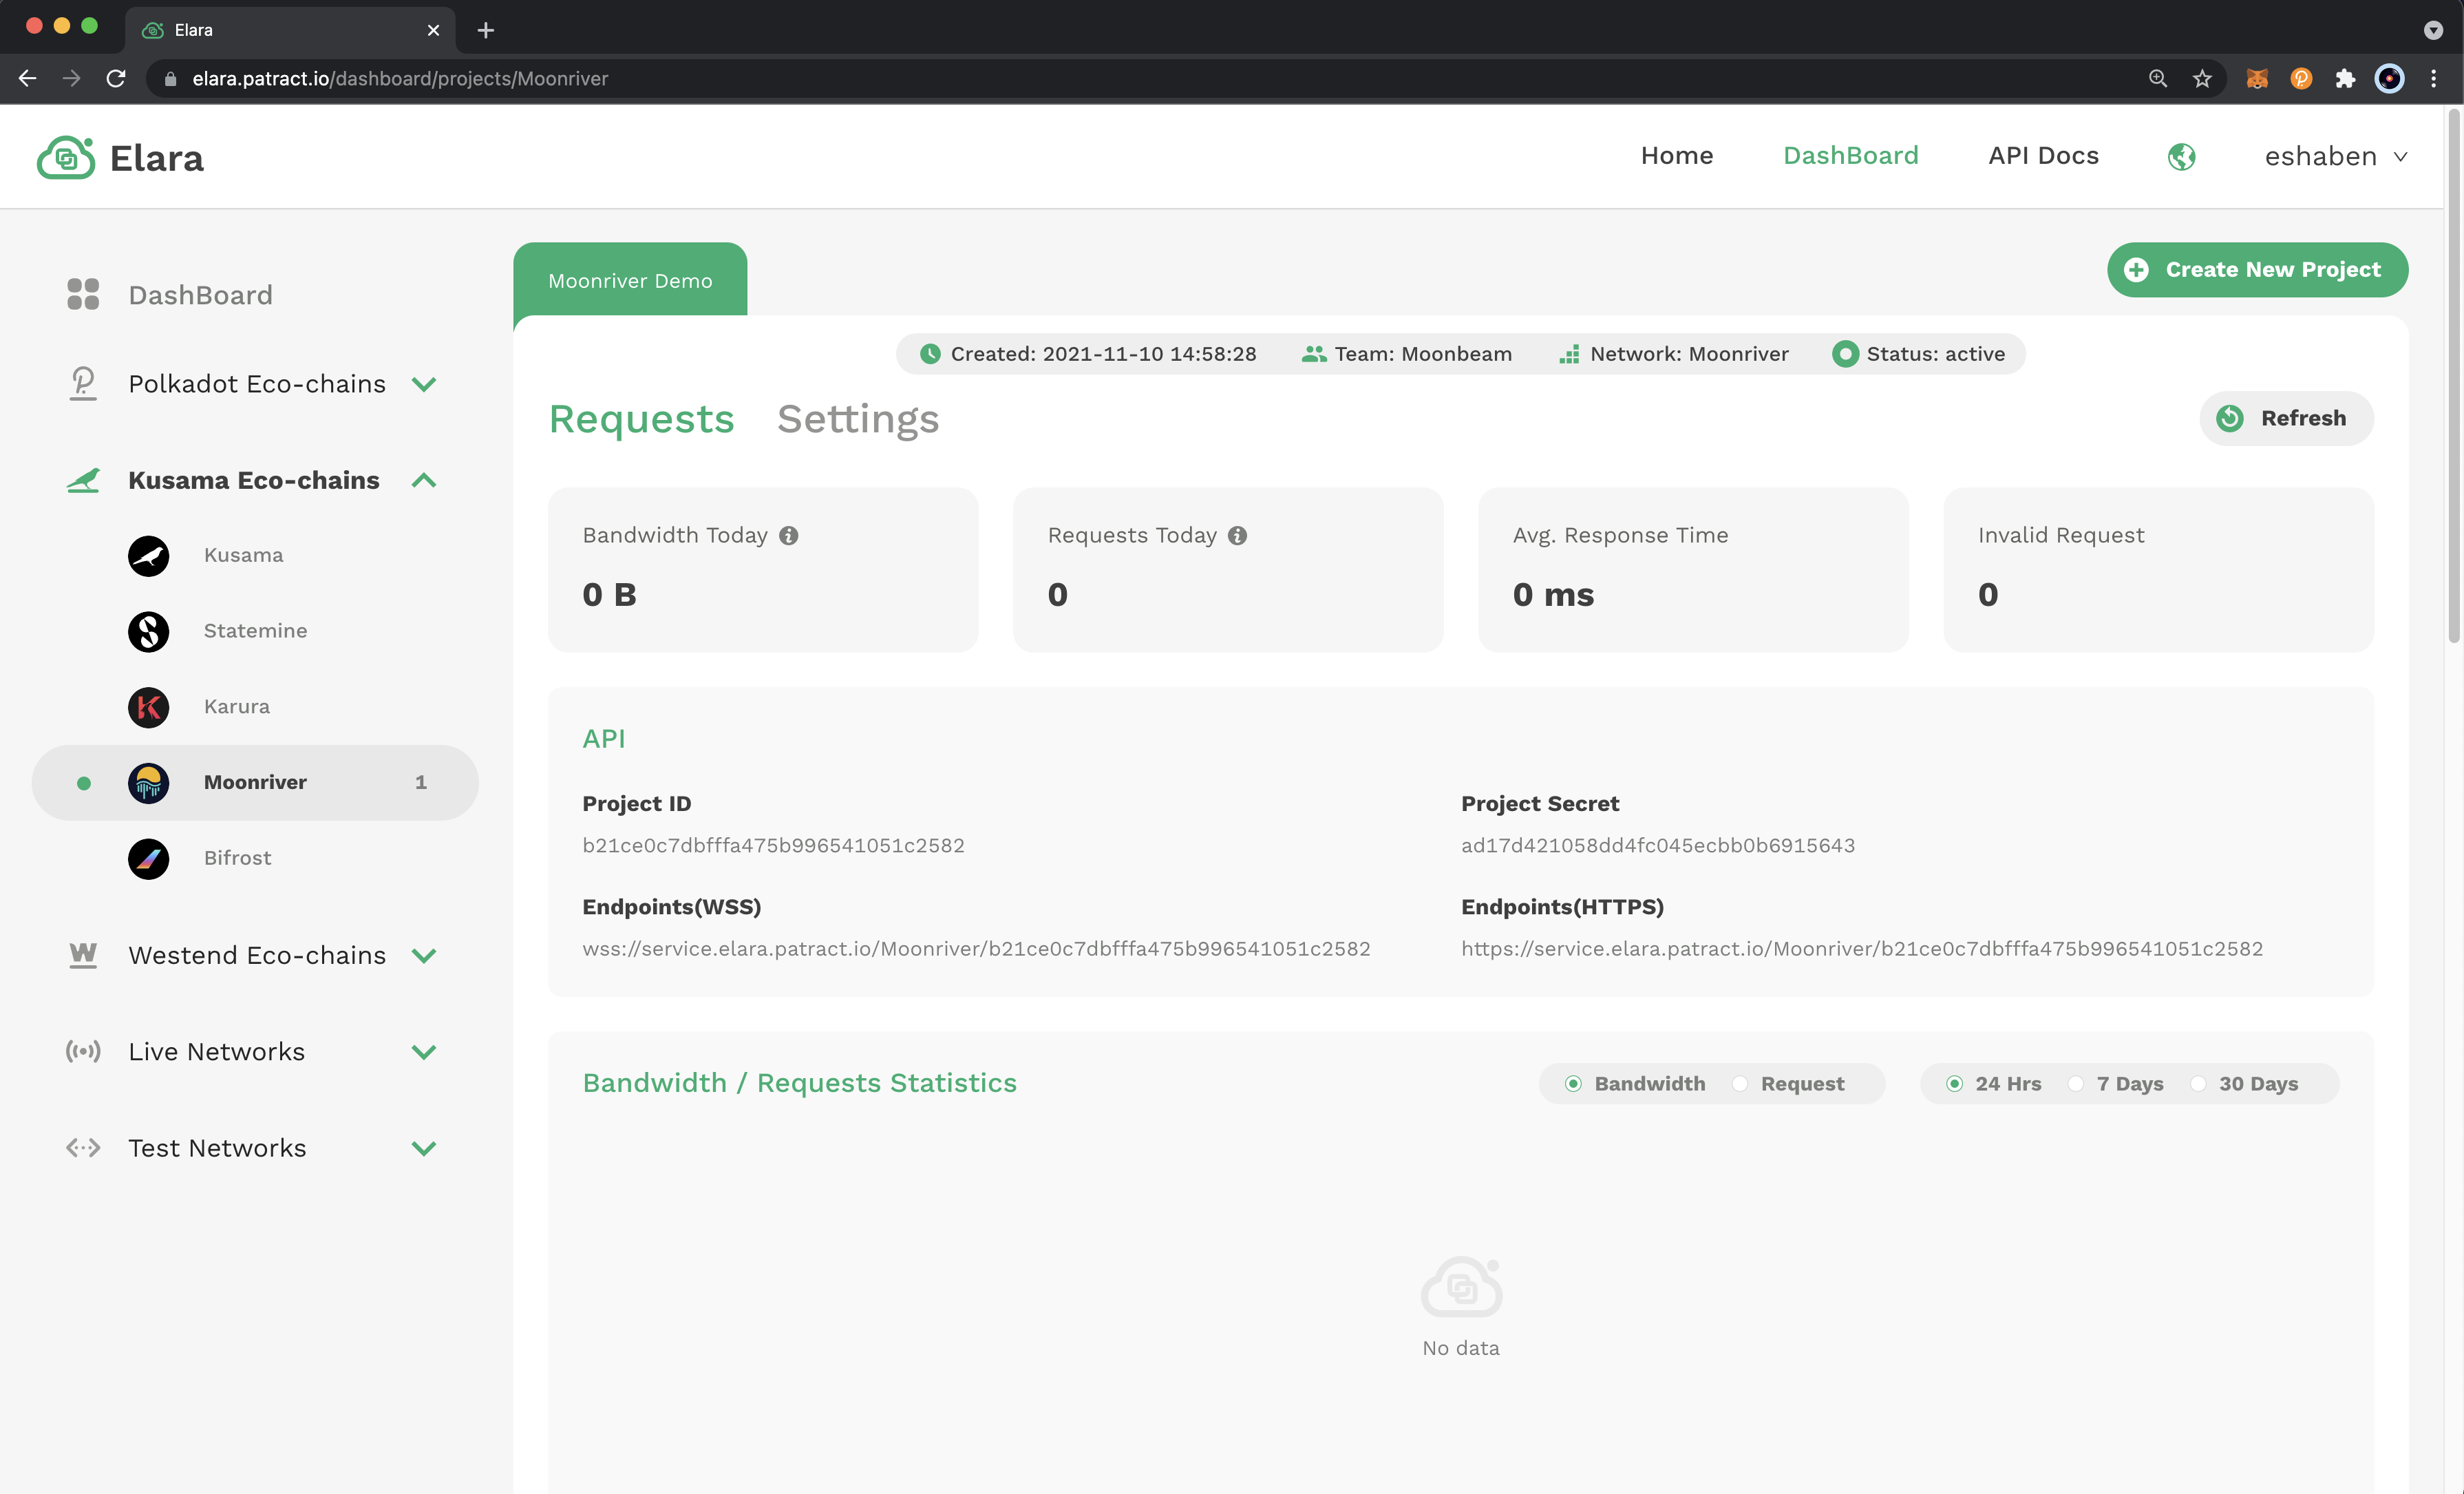 Elara
elara.patract.io/dashboard/projects/Moonriver
Elara
Home DashBoard API Docs eshaben
DashBoard
Polkadot Eco-chains
Kusama Eco-chains
Kusama
Statemine
Karura
Moonriver 1
Bifrost
Westend Eco-chains
Live Networks
Test Networks
Moonriver Demo
Create New Project
Created: 2021-11-10 14:58:28 Team: Moonbeam Network: Moonriver Status: active
Requests Settings
Refresh
Bandwidth Today
0 B
Requests Today
0
Avg. Response Time
0 ms
Invalid Request
0
API
Project ID
b21ce0c7dbfffa475b996541051c2582
Project Secret
ad17d421058dd4fc045ecbb0b6915643
Endpoints(WSS)
wss://service.elara.patract.io/Moonriver/b21ce0c7dbfffa475b996541051c2582
Endpoints(HTTPS)
https://service.elara.patract.io/Moonriver/b21ce0c7dbfffa475b996541051c2582
Bandwidth / Requests Statistics
Bandwidth Request
24 Hrs 7 Days 30 Days
No data